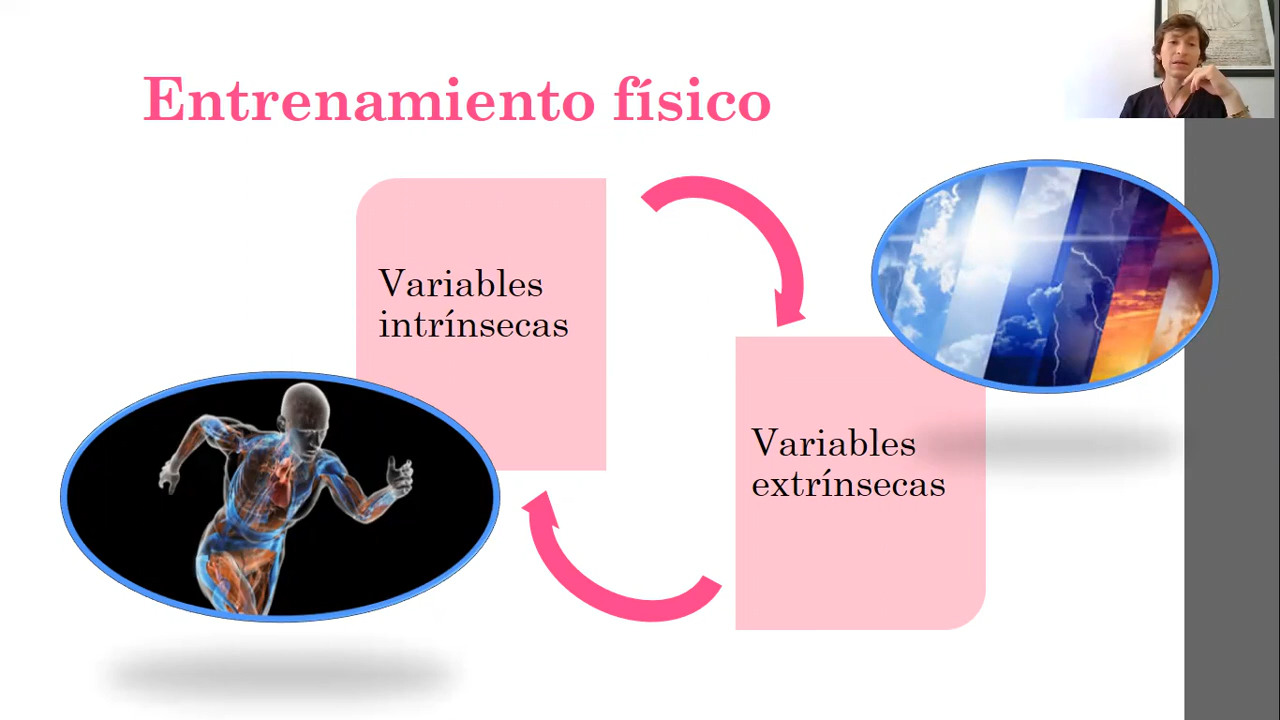 Entrenamiento físico
Variables
intrínsecas
Variables
extrínsecas